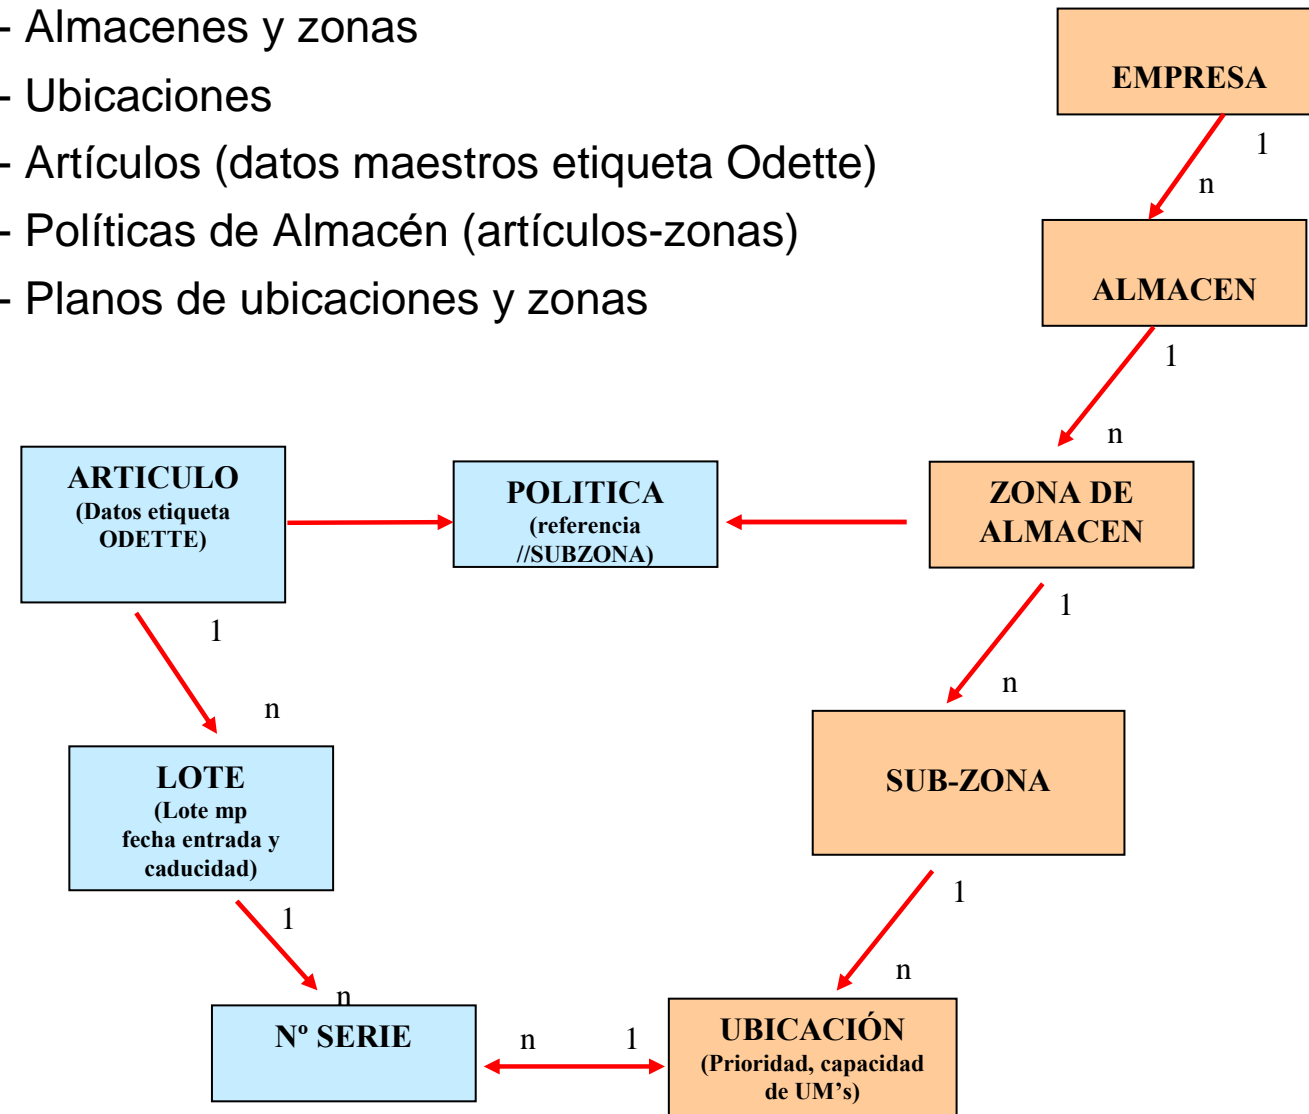 - Almacenes y zonas
- Ubicaciones
- Artículos (datos maestros etiqueta Odette)
- Políticas de Almacén (artículos-zonas)
- Planos de ubicaciones y zonas
EMPRESA
1
n
ALMACEN
1
n
ARTICULO
(Datos etiqueta
ODETTE)
POLITICA
(referencia
//SUBZONA)
ZONA DE
ALMACEN
1
n
1
n
LOTE
(Lote mp
fecha entrada y
caducidad)
SUB-ZONA
1
n
1
n
Nº SERIE
n
1
UBICACIÓN
(Prioridad, capacidad
de UM’s)